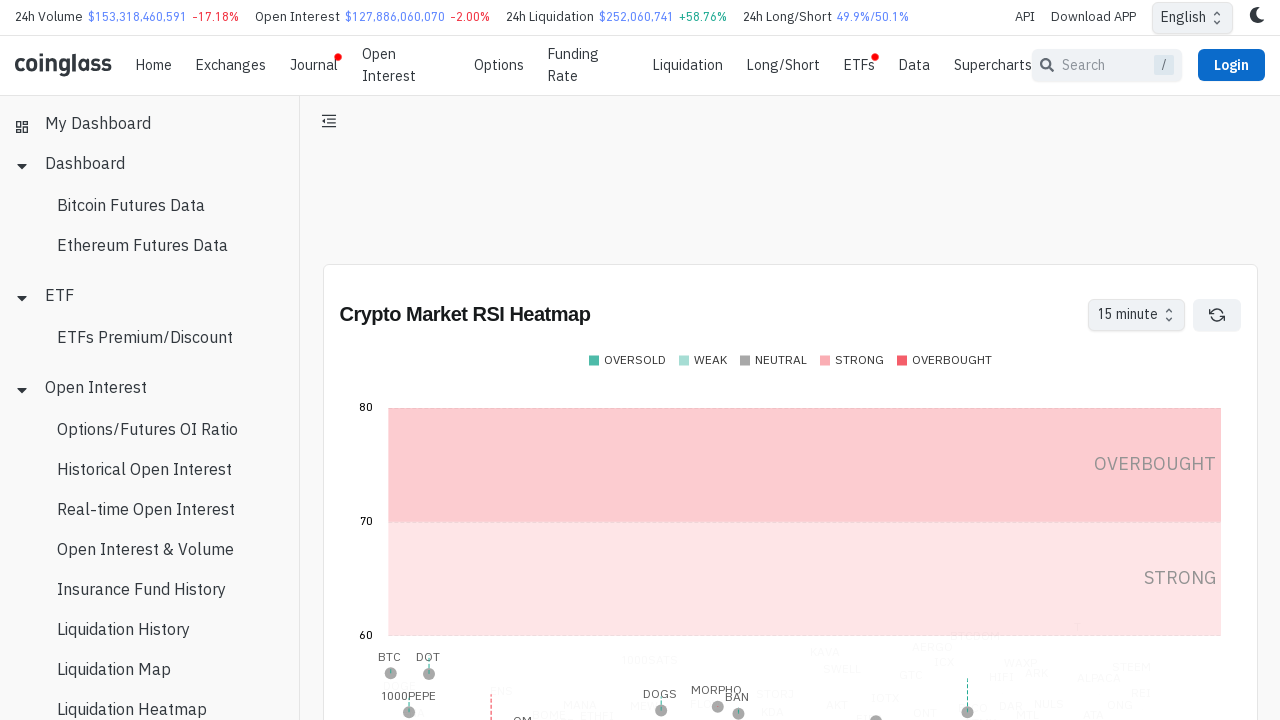 24h Volume $153,318,460,591 -17.18% Open Interest $127,886,060,070 -2.00% 24h Liquidation $252,060,741 +58.76% 24h Long/Short 49.9%/50.1% API Download APP English
coinglass Home Exchanges Journal Open Interest Options Funding Rate Liquidation Long/Short ETFs Data Supercharts Search / Login
My Dashboard
Dashboard
Bitcoin Futures Data
Ethereum Futures Data
ETF
ETFs Premium/Discount
Open Interest
Options/Futures OI Ratio
Historical Open Interest
Real-time Open Interest
Open Interest & Volume
Insurance Fund History
Liquidation History
Liquidation Map
Liquidation Heatmap
Crypto Market RSI Heatmap 15 minute
OVERSOLD WEAK NEUTRAL STRONG OVERBOUGHT
80
OVERBOUGHT
70
STRONG
60
BTC DOT
1000PEPE DOGS MORPHO BAN